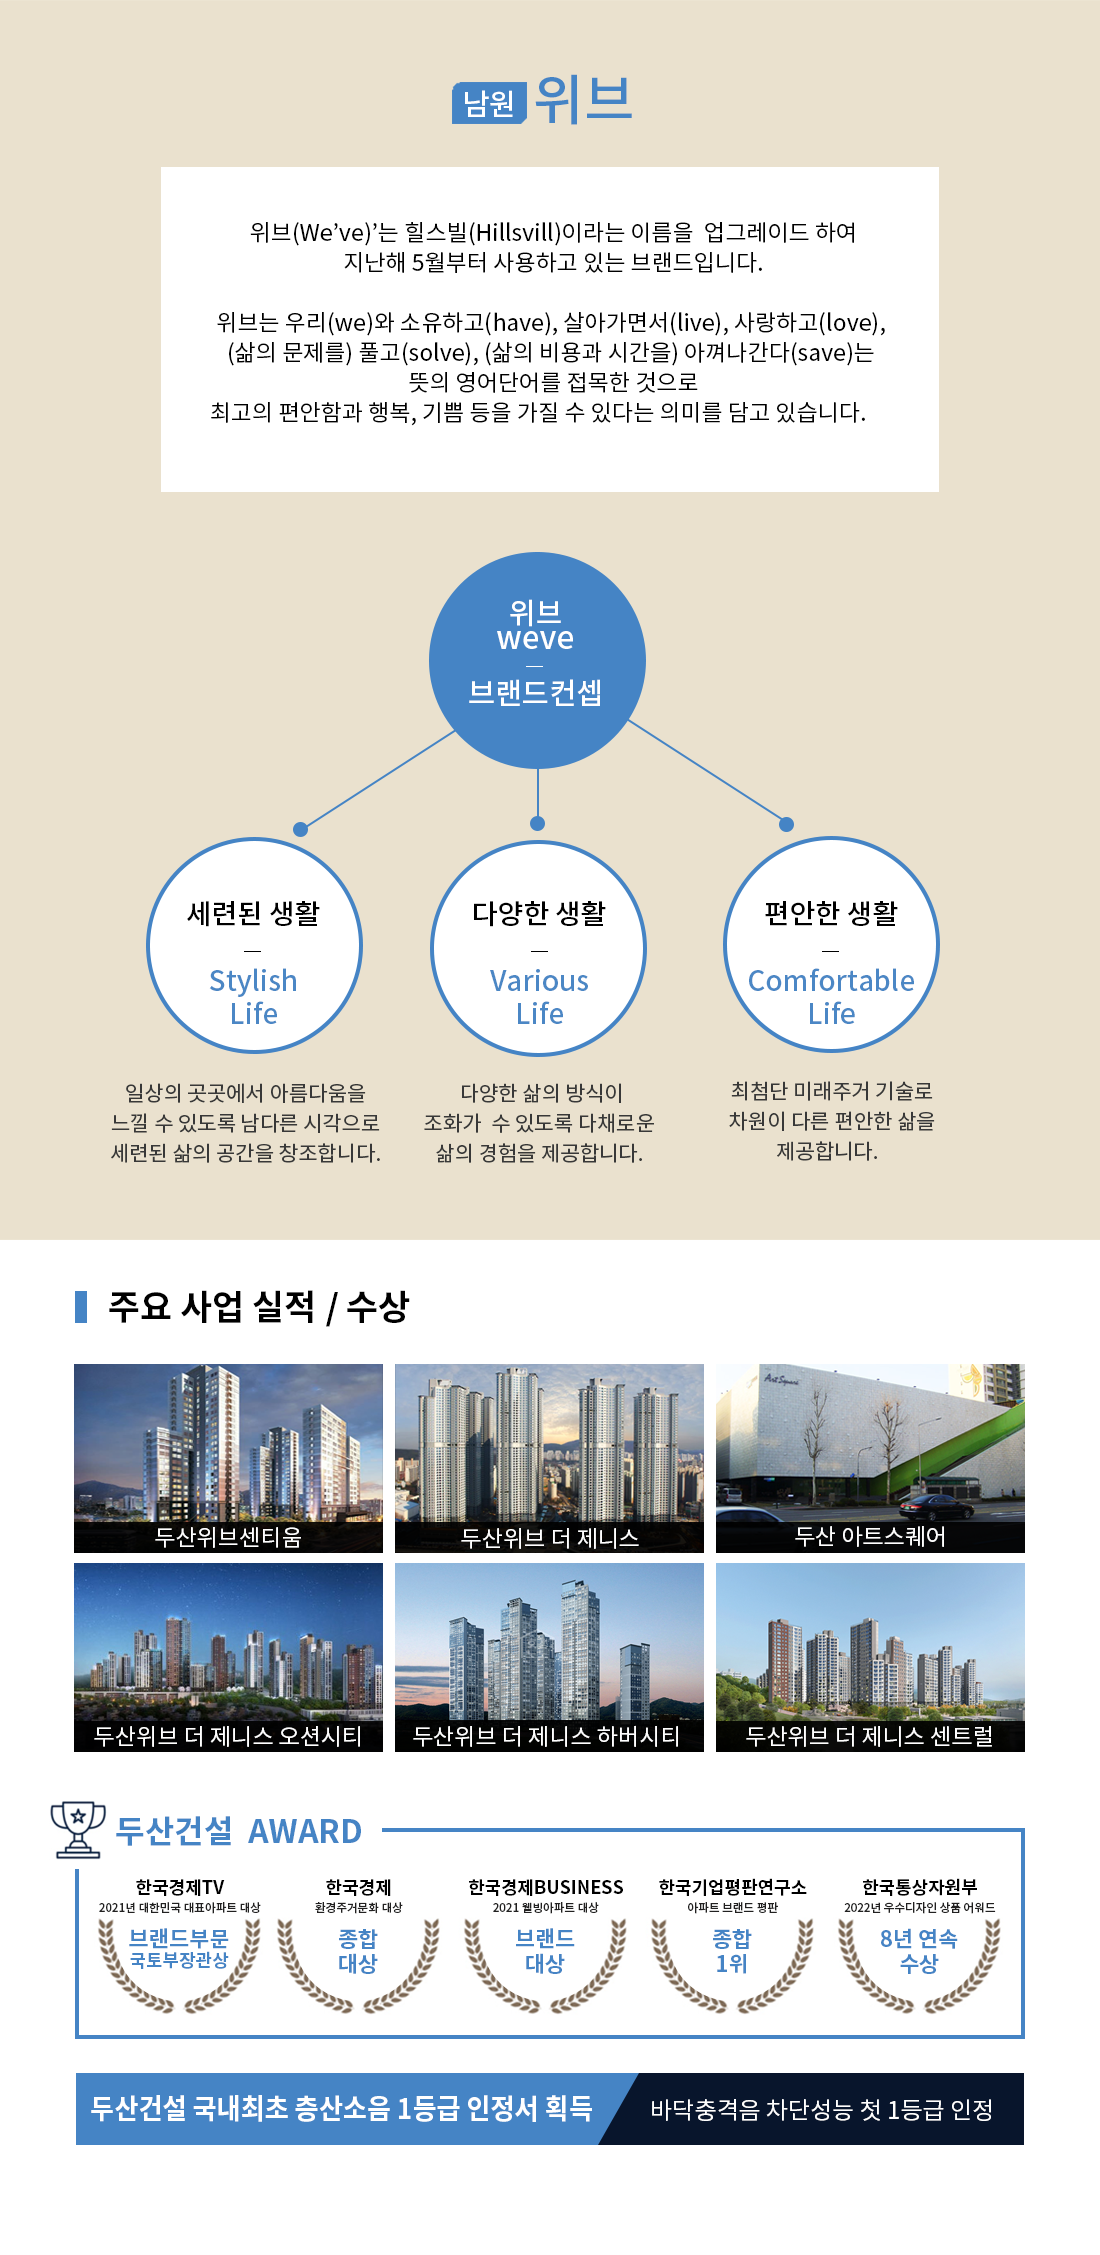 남원 위브
위브(We’ve)’는 힐스빌(Hillsvill)이라는 이름을 업그레이드 하여
지난해 5월부터 사용하고 있는 브랜드입니다.
위브는 우리(we)와 소유하고(have), 살아가면서(live), 사랑하고(love),
(삶의 문제를) 풀고(solve), (삶의 비용과 시간을) 아껴나간다(save)는
뜻의 영어단어를 접목한 것으로
최고의 편안함과 행복, 기쁨 등을 가질 수 있다는 의미를 담고 있습니다.
위브
weve
브랜드컨셉
세련된 생활
Stylish
Life
일상의 곳곳에서 아름다움을
느낄 수 있도록 남다른 시각으로
세련된 삶의 공간을 창조합니다.
다양한 생활
Various
Life
다양한 삶의 방식이
조화가 수 있도록 다채로운
삶의 경험을 제공합니다.
편안한 생활
Comfortable
Life
최첨단 미래주거 기술로
차원이 다른 편안한 삶을
제공합니다.
주요 사업 실적 / 수상
두산위브센티움
두산위브 더 제니스
Art Square
두산 아트스퀘어
두산위브 더 제니스 오션시티
두산위브 더 제니스 하버시티
두산위브 더 제니스 센트럴
두산건설 AWARD
한국경제TV
2021년 대한민국 대표아파트 대상
브랜드부문
국토부장관상
한국경제
환경주거문화 대상
종합
대상
한국경제BUSINESS
2021 웰빙아파트 대상
브랜드
대상
한국기업평판연구소
아파트 브랜드 평판
종합
1위
한국통상자원부
2022년 우수디자인 상품 어워드
8년 연속
수상
두산건설 국내최초 층산소음 1등급 인정서 획득
바닥충격음 차단성능 첫 1등급 인정